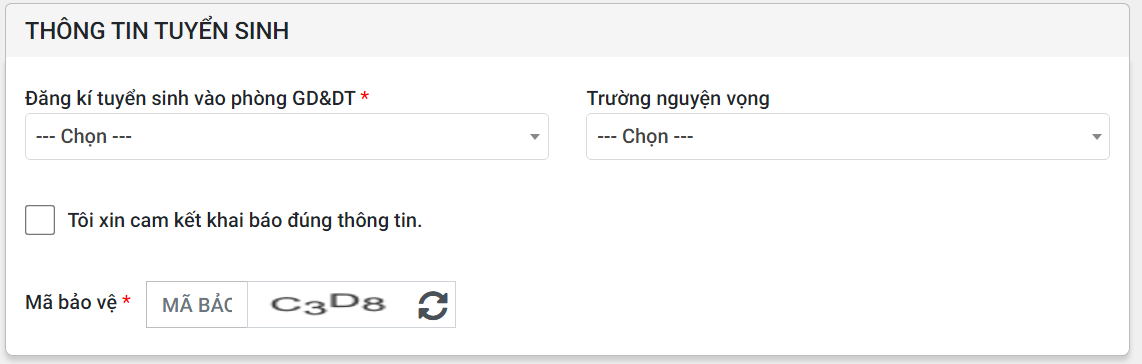 THÔNG TIN TUYỂN SINH
Đăng kí tuyển sinh vào phòng GD&DT *
Trường nguyện vọng
--- Chọn ---
--- Chọn ---
Tôi xin cam kết khai báo đúng thông tin.
Mã bảo vệ * MÃ BẢO C3D8